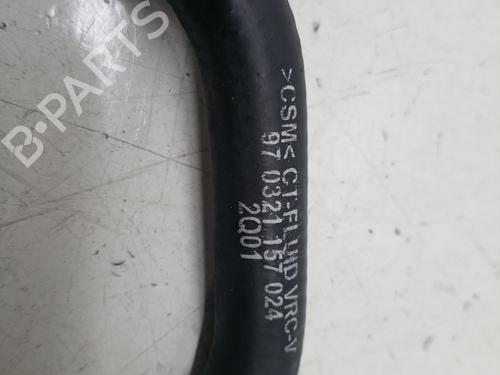 B-PARTS
>CSM< CT-FLUID VRC-V
97 0321 157 024
2Q01